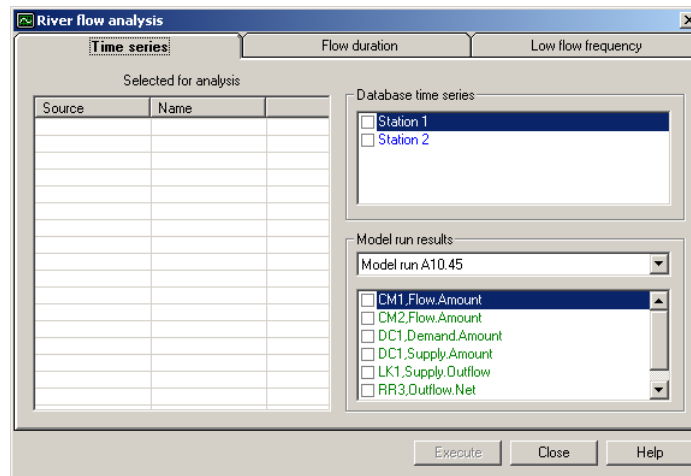 River flow analysis
Time series
Flow duration
Low flow frequency
Selected for analysis
Source Name
Database time series
Station 1
Station 2
Model run results
Model run A10.45
CM1,Flow.Amount
CM2,Flow.Amount
DC1,Demand.Amount
DC1,Supply.Amount
LK1,Supply.Outflow
RR3,Outflow.Net
Execute Close Help